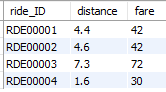 ride_ID distance fare
RDE00001 4.4 42
RDE00002 4.6 42
RDE00003 7.3 72
RDE00004 1.6 30